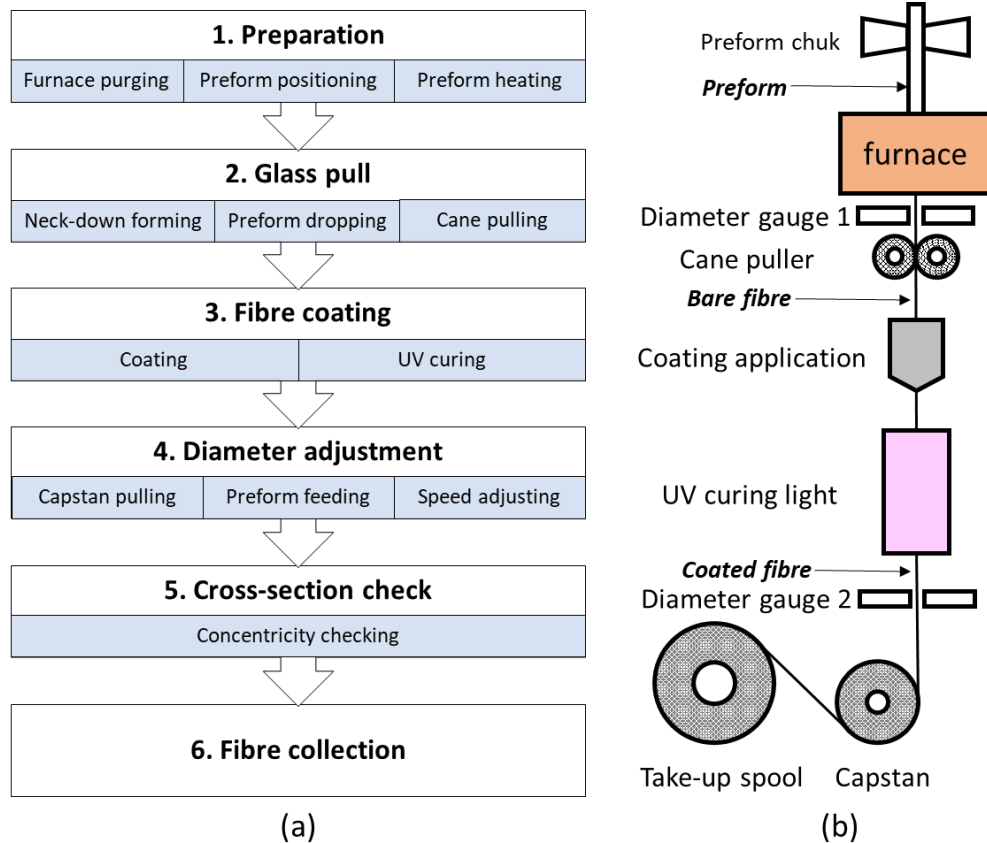 1. Preparation
Furnace purging
Preform positioning
Preform heating
2. Glass pull
Neck-down forming
Preform dropping
Cane pulling
3. Fibre coating
Coating
UV curing
4. Diameter adjustment
Capstan pulling
Preform feeding
Speed adjusting
5. Cross-section check
Concentricity checking
6. Fibre collection
(a)
Preform chuk
Preform
furnace
Diameter gauge 1
Cane puller
Bare fibre
Coating application
UV curing light
Coated fibre
Diameter gauge 2
Take-up spool
Capstan
(b)